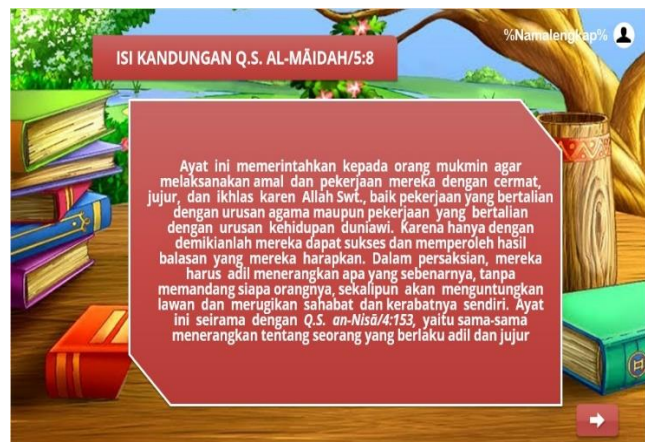 %Namalengkap%
ISI KANDUNGAN Q.S. AL-MĀIDAH/5:8
Ayat ini memerintahkan kepada orang mukmin agar
melaksanakan amal dan pekerjaan mereka dengan cermat,
jujur, dan ikhlas karen Allah Swt., baik pekerjaan yang bertalian
dengan urusan agama maupun pekerjaan yang bertalian
dengan urusan kehidupan duniawi. Karena hanya dengan
demikianlah mereka dapat sukses dan memperoleh hasil
balasan yang mereka harapkan. Dalam persaksian, mereka
harus adil menerangkan apa yang sebenarnya, tanpa
memandang siapa orangnya, sekalipun akan menguntungkan
lawan dan merugikan sahabat dan kerabatnya sendiri. Ayat
ini seirama dengan Q.S. an-Nisā/4:153, yaitu sama-sama
menerangkan tentang seorang yang berlaku adil dan jujur